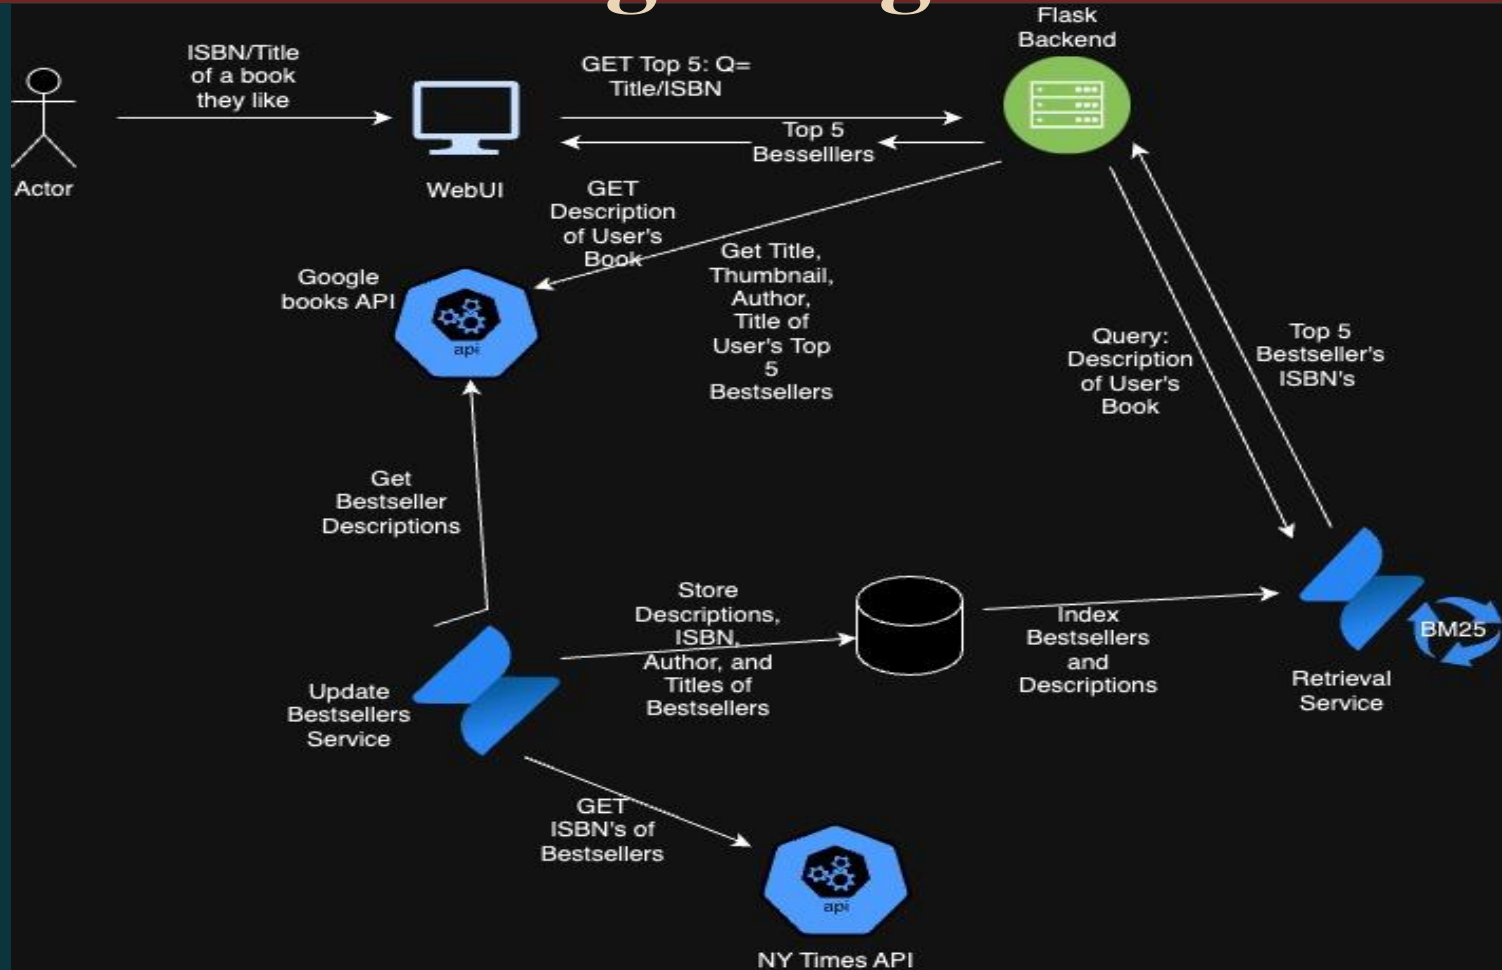 Flask
Backend
ISBN/Title
of a book
they like
GET Top 5: Q=
Title/ISBN
Top 5
Bessellers
Actor
WebUI
GET
Description
of User's
Book
Get Title,
Thumbnail,
Author,
Title of
User's Top
5
Bestsellers
Google
books API
api
Query:
Description
of User's
Book
Top 5
Bestseller's
ISBN's
Get
Bestseller
Descriptions
Store
Descriptions,
ISBN,
Author, and
Titles of
Bestsellers
Index
Bestsellers
and
Descriptions
BM25
Retrieval
Service
Update
Bestsellers
Service
GET
ISBN's of
Bestsellers
api
NY Times API